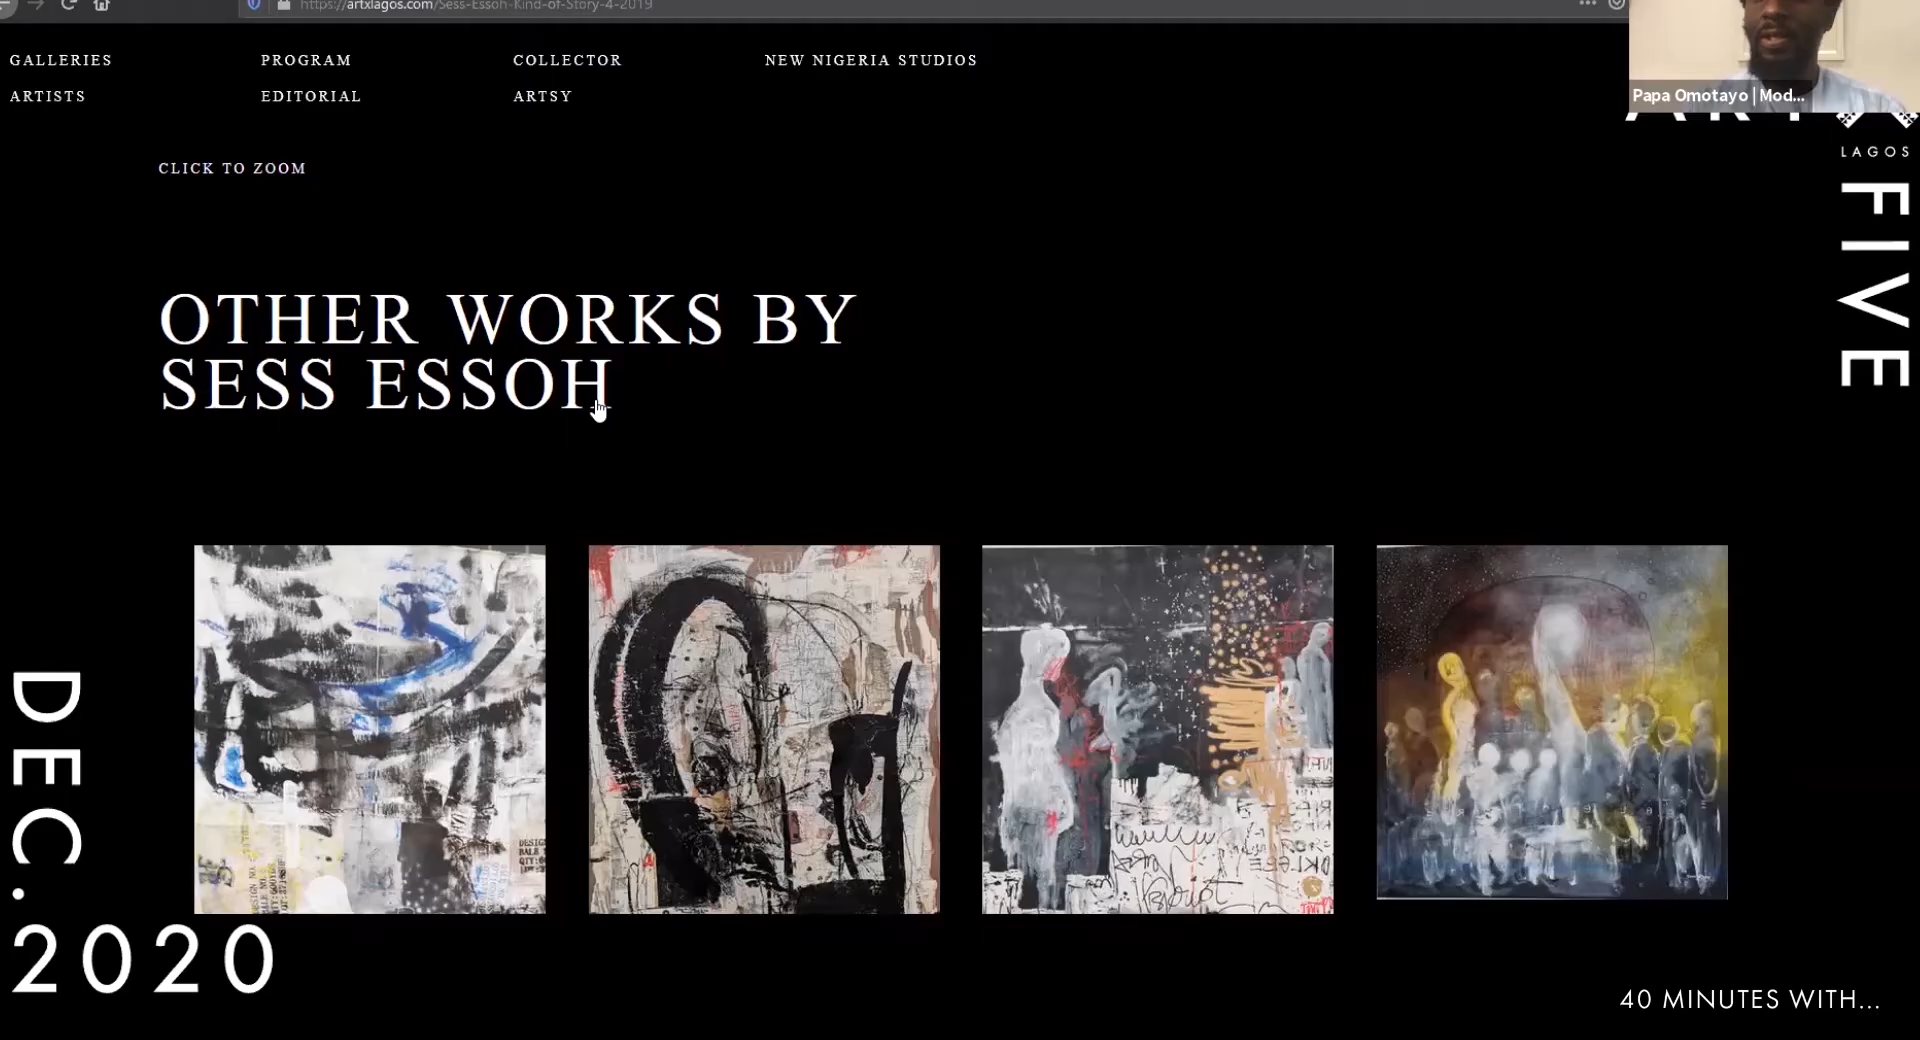 https://artxlagos.com/Sess-Essoh-Kind-of-Story-4-2019
GALLERIES
PROGRAM
COLLECTOR
NEW NIGERIA STUDIOS
ARTISTS
EDITORIAL
ARTSY
Papa Omotayo | Mod...
ART X
LAGOS
FIVE
CLICK TO ZOOM
OTHER WORKS BY
SESS ESSOH
DEC.
2020
40 MINUTES WITH...